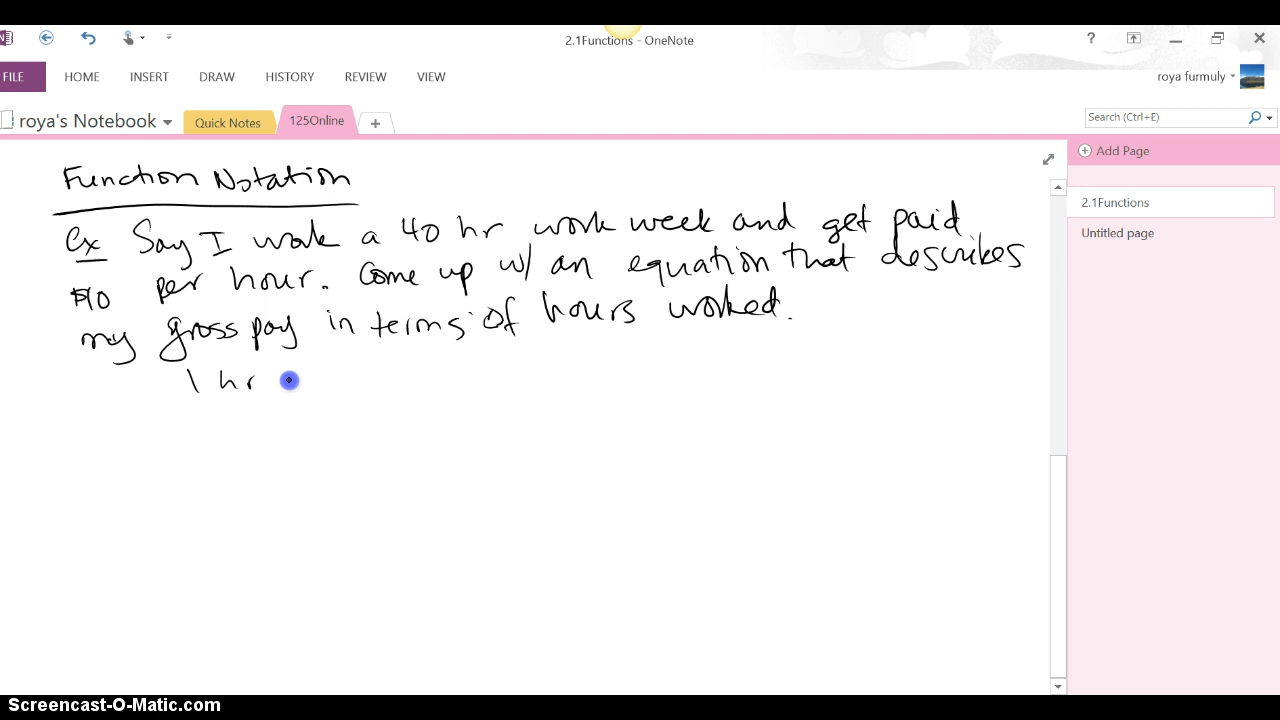 2.1Functions - OneNote
?
FILE HOME INSERT DRAW HISTORY REVIEW VIEW
roya furmuly
roya's Notebook
Quick Notes
125Online
+
Search (Ctrl+E)
Add Page
2.1Functions
Untitled page
Function Notation
Ex Say I work a 40 hr work week and get paid
$10 per hour. Come up w/ an equation that describes
my gross pay in terms of hours worked.
1 hr
Screencast-O-Matic.com